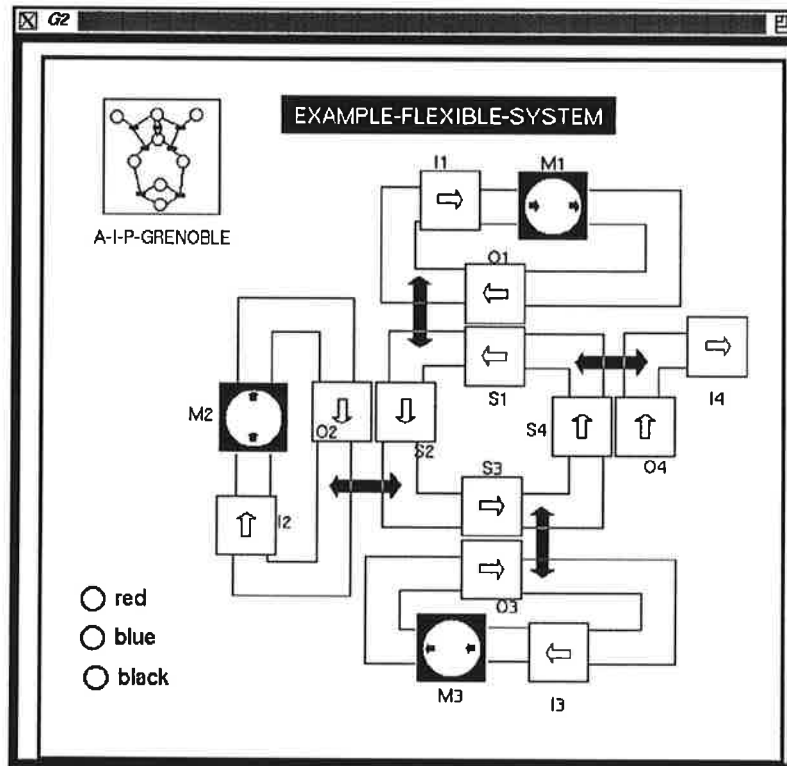 G2
EXAMPLE-FLEXIBLE-SYSTEM
A-I-P-GRENOBLE
I1
M1
O1
S1
I4
M2
O2
S2
S4
O4
S3
I2
O3
M3
I3
red
blue
black